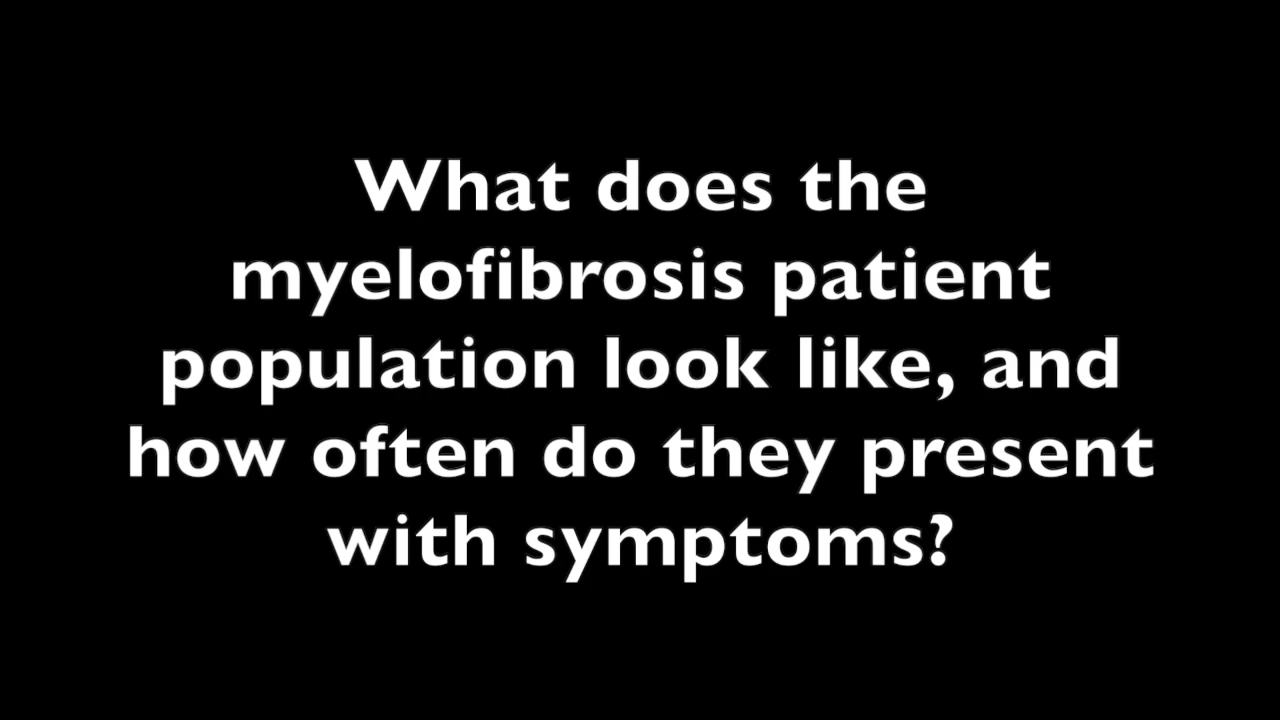 What does the
myelofibrosis patient
population look like, and
how often do they present
with symptoms?